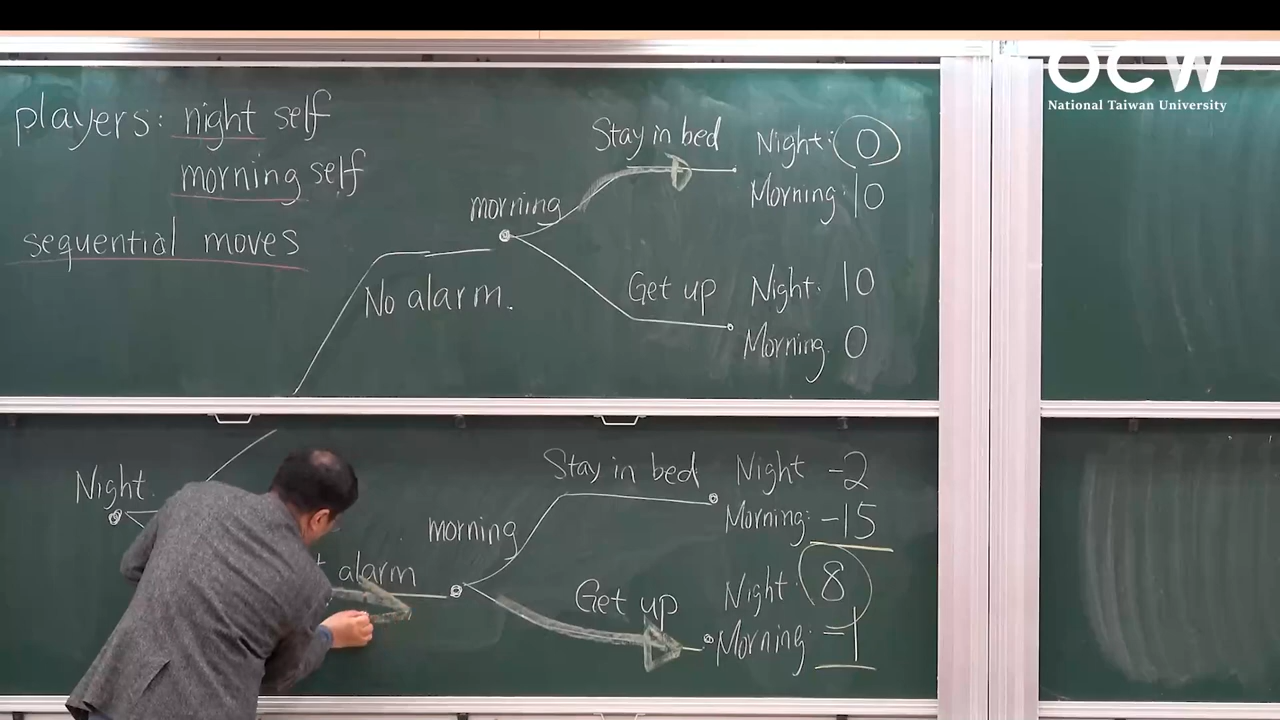 OCW
National Taiwan University
players: night self
morning self
sequential moves
No alarm.
morning
Stay in bed
Night: 0
Morning: 10
Get up
Night: 10
Morning: 0
Night.
alarm
morning
Stay in bed
Night -2
Morning: -15
Get up
Night: 8
Morning: -1